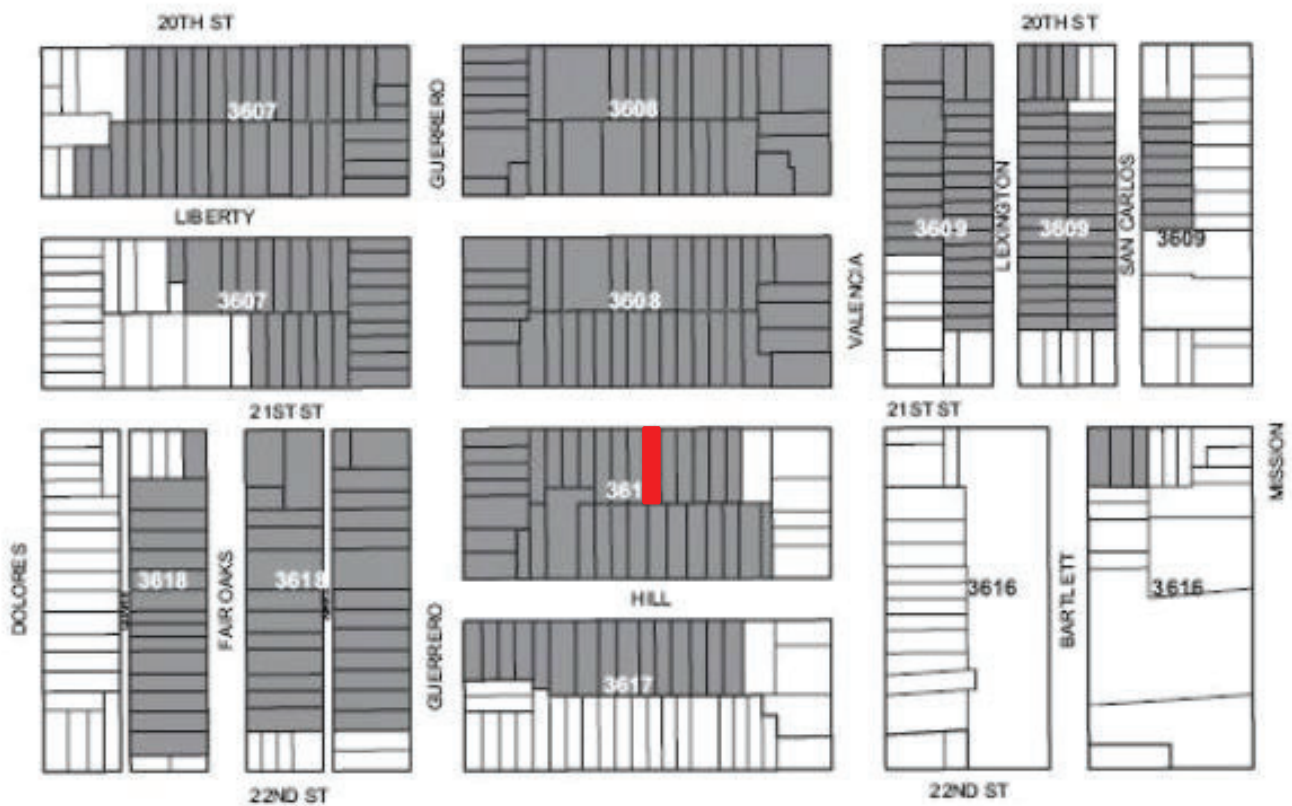 20TH ST
20TH ST
3607
3608
GUERRERO
LEXINGTON
SAN CARLOS
LIBERTY
3609
3609
3609
3607
3608
VALENCIA
21ST ST
21ST ST
MISSION
361
DOLORES
3618
FAIR OAKS
3618
HILL
3616
BARTLETT
3616
GUERRERO
3617
22ND ST
22ND ST